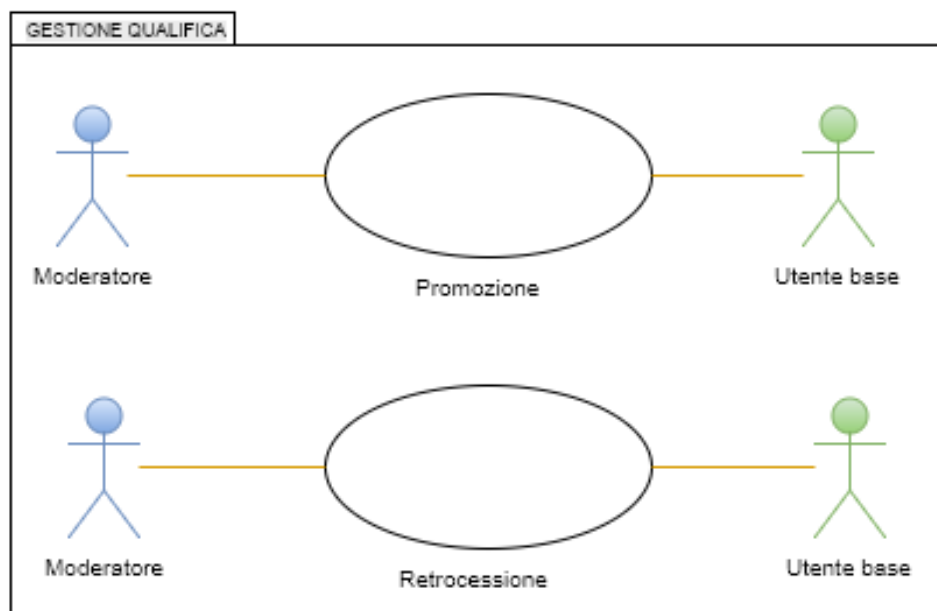 GESTIONE QUALIFICA
Moderatore
Promozione
Utente base
Moderatore
Retrocessione
Utente base